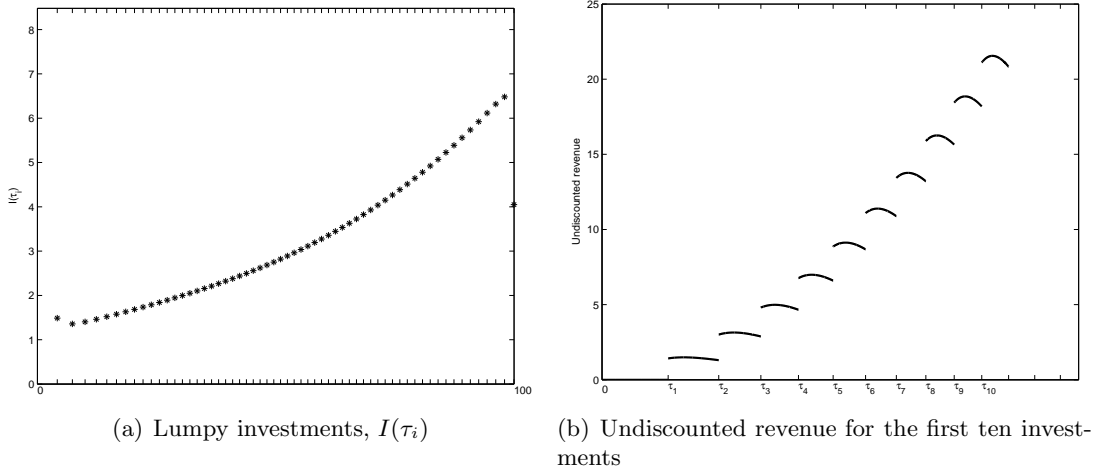 8
7
6
5
4
3
2
1
0
I(τᵢ)
0
100
(a) Lumpy investments, I(τᵢ)
25
20
15
10
5
0
Undiscounted revenue
0 τ₁ τ₂ τ₃ τ₄ τ₅ τ₆ τ₇ τ₈ τ₉ τ₁₀
(b) Undiscounted revenue for the first ten invest-
ments